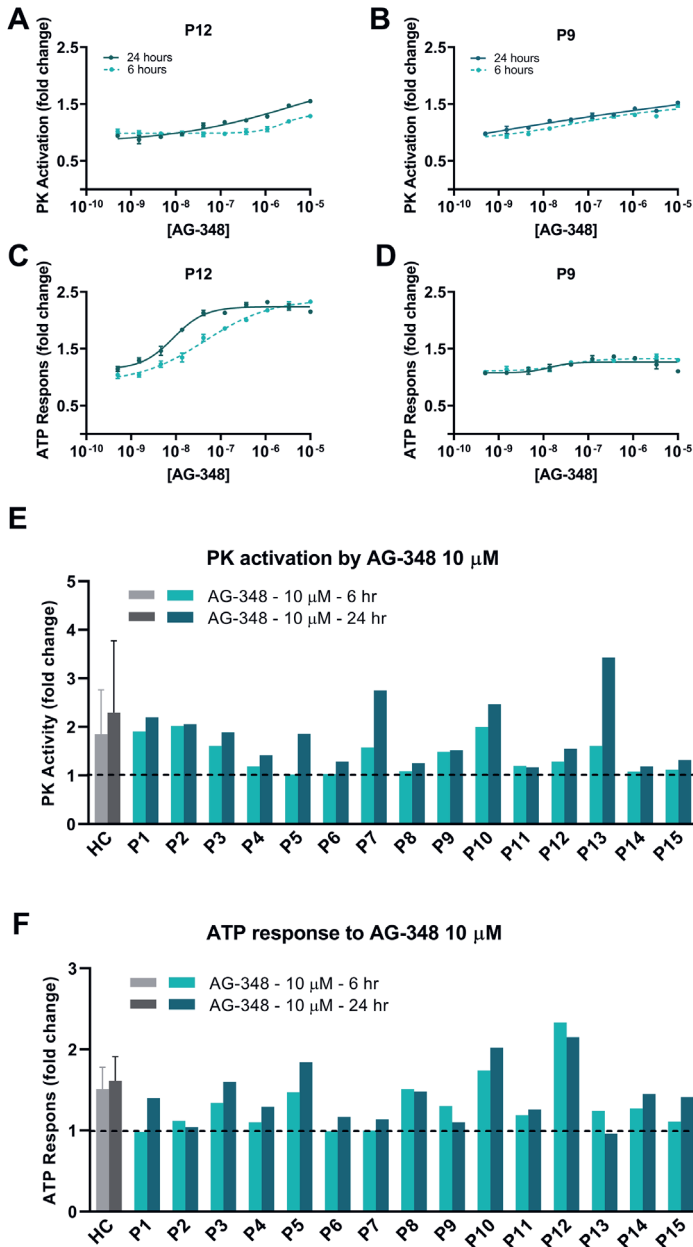 A
P12
24 hours
6 hours
PK Activation (fold change)
2.5
1.5
0.5
10⁻¹⁰ 10⁻⁹ 10⁻⁸ 10⁻⁷ 10⁻⁶ 10⁻⁵
[AG-348]
B
P9
24 hours
6 hours
PK Activation (fold change)
2.5
1.5
0.5
10⁻¹⁰ 10⁻⁹ 10⁻⁸ 10⁻⁷ 10⁻⁶ 10⁻⁵
[AG-348]
C
P12
ATP Respons (fold change)
2.5
1.5
0.5
10⁻¹⁰ 10⁻⁹ 10⁻⁸ 10⁻⁷ 10⁻⁶ 10⁻⁵
[AG-348]
D
P9
ATP Respons (fold change)
2.5
1.5
0.5
10⁻¹⁰ 10⁻⁹ 10⁻⁸ 10⁻⁷ 10⁻⁶ 10⁻⁵
[AG-348]
E
PK activation by AG-348 10 μM
AG-348 - 10 μM - 6 hr
AG-348 - 10 μM - 24 hr
PK Activity (fold change)
5
4
3
2
1
0
HC P1 P2 P3 P4 P5 P6 P7 P8 P9 P10 P11 P12 P13 P14 P15
F
ATP response to AG-348 10 μM
AG-348 - 10 μM - 6 hr
AG-348 - 10 μM - 24 hr
ATP Respons (fold change)
3
2
1
0
HC P1 P2 P3 P4 P5 P6 P7 P8 P9 P10 P11 P12 P13 P14 P15